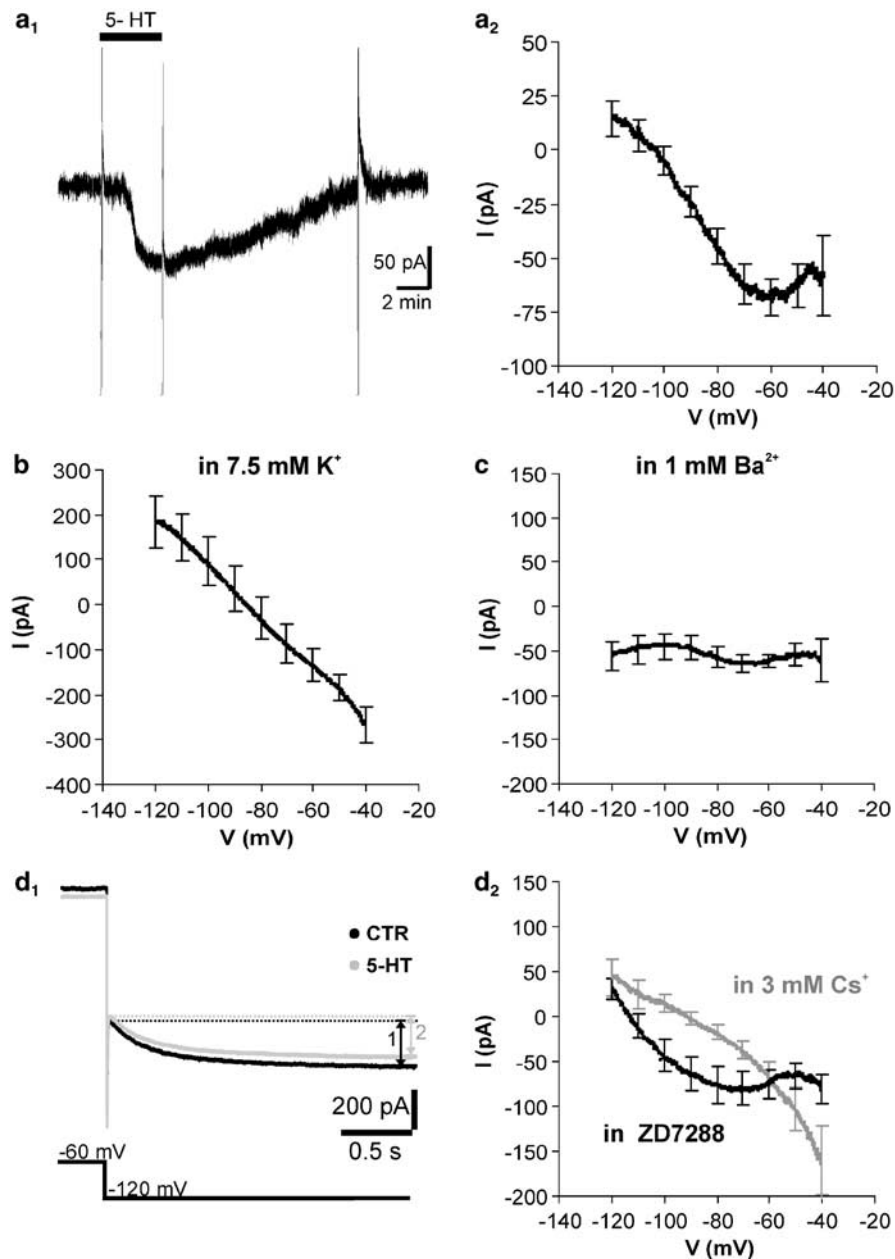 a₁
5- HT
50 pA
2 min
a₂
50
25
0
-25
-50
-75
-100
I (pA)
-140 -120 -100 -80 -60 -40 -20
V (mV)
b
in 7.5 mM K⁺
300
200
100
0
-100
-200
-300
-400
I (pA)
-140 -120 -100 -80 -60 -40 -20
V (mV)
c
in 1 mM Ba²⁺
150
100
50
0
-50
-100
-150
-200
I (pA)
-140 -120 -100 -80 -60 -40 -20
V (mV)
d₁
CTR
5-HT
1
2
200 pA
0.5 s
-60 mV
-120 mV
d₂
150
100
50
0
-50
-100
-150
-200
I (pA)
in 3 mM Cs⁺
in ZD7288
-140 -120 -100 -80 -60 -40 -20
V (mV)